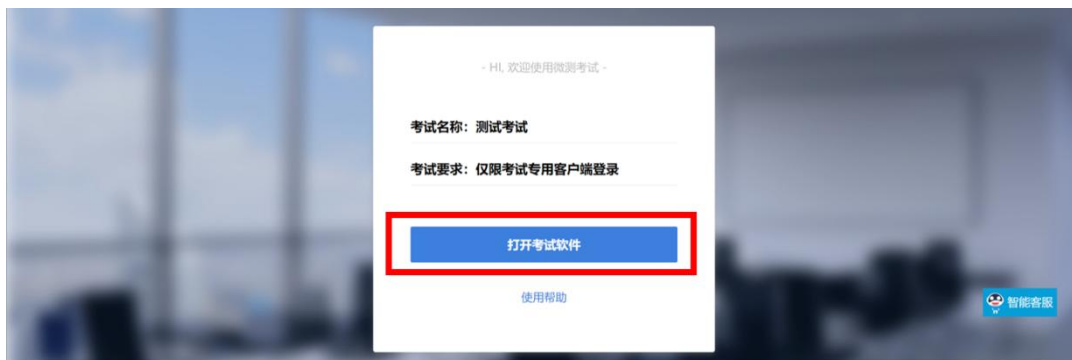 - HI, 欢迎使用微测考试 -
考试名称：测试考试
考试要求：仅限考试专用客户端登录
打开考试软件
使用帮助
智能客服